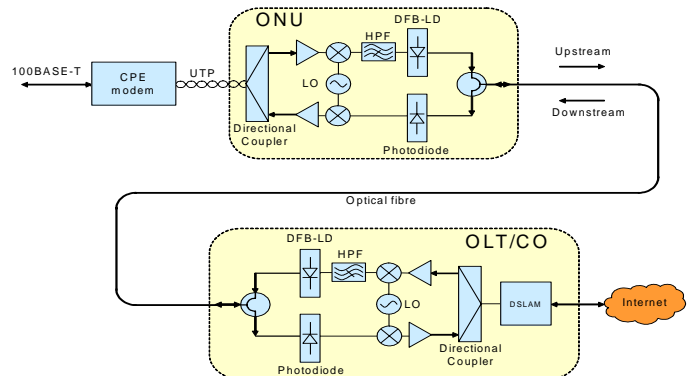 ONU
DFB-LD
HPF
Upstream
100BASE-T
CPE
modem
UTP
LO
Downstream
Directional
Coupler
Photodiode
Optical fibre
OLT/CO
DFB-LD
HPF
LO
DSLAM
Internet
Directional
Coupler
Photodiode